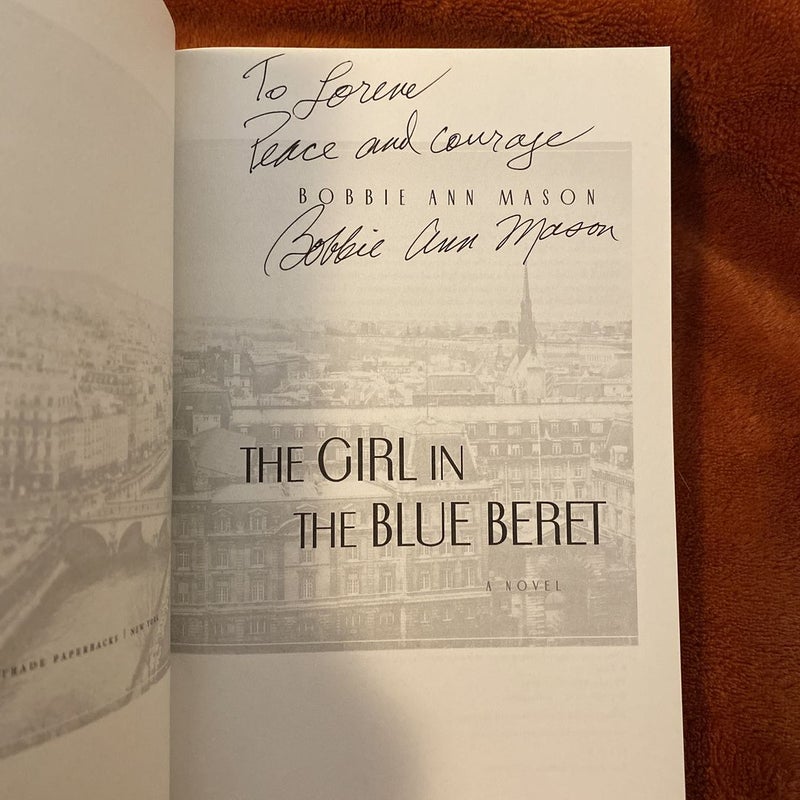 To Lorene
Peace and courage
BOBBIE ANN MASON
Bobbie Ann Mason
THE GIRL IN
THE BLUE BERET
A NOVEL
TRADE PAPERBACKS | NEW YORK